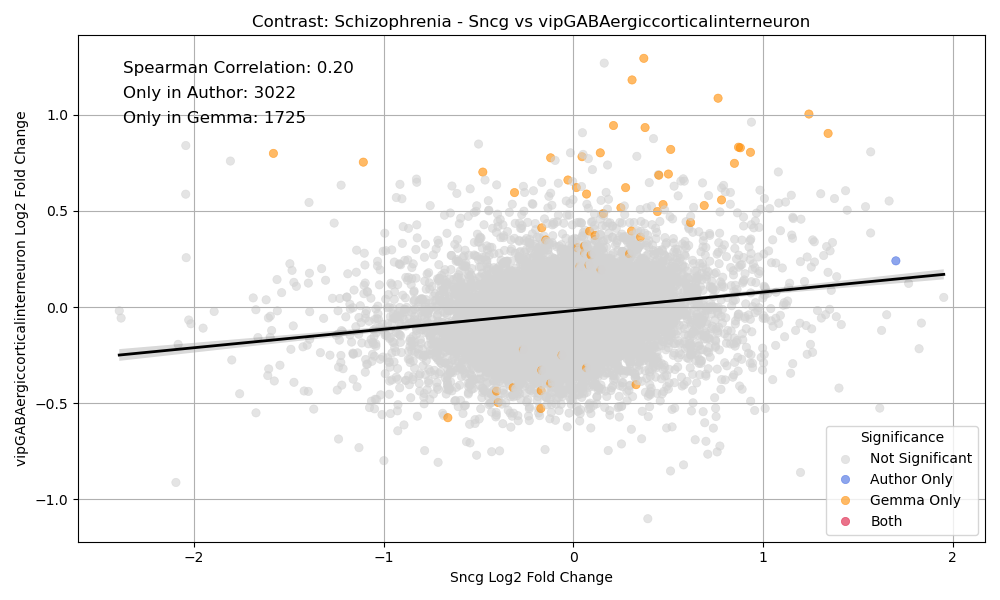 Contrast: Schizophrenia - Sncg vs vipGABAergiccorticalinterneuron
Spearman Correlation: 0.20
Only in Author: 3022
Only in Gemma: 1725
vipGABAergiccorticalinterneuron Log2 Fold Change
1.0
0.5
0.0
−0.5
−1.0
Significance
Not Significant
Author Only
Gemma Only
Both
−2
−1
0
1
2
Sncg Log2 Fold Change